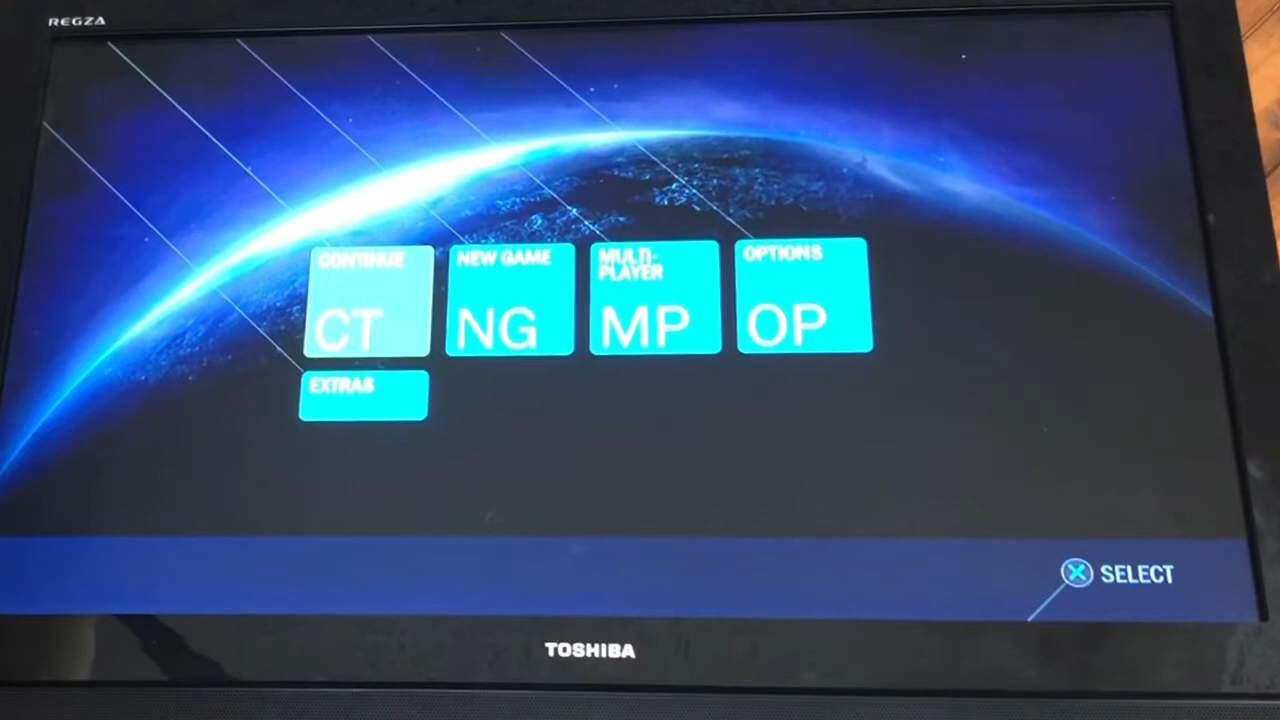 REGZA
CONTINUE
CT
NEW GAME
NG
MULTI-
PLAYER
MP
OPTIONS
OP
EXTRAS
SELECT
TOSHIBA